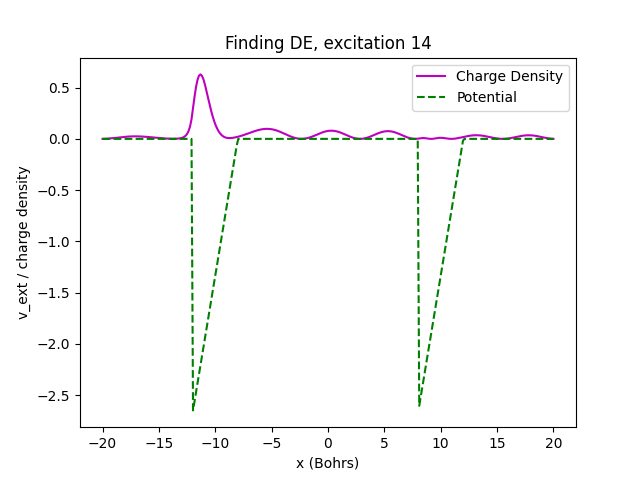 Finding DE, excitation 14
Charge Density
Potential
v_ext / charge density
0.5
0.0
−0.5
−1.0
−1.5
−2.0
−2.5
−20 −15 −10 −5 0 5 10 15 20
x (Bohrs)